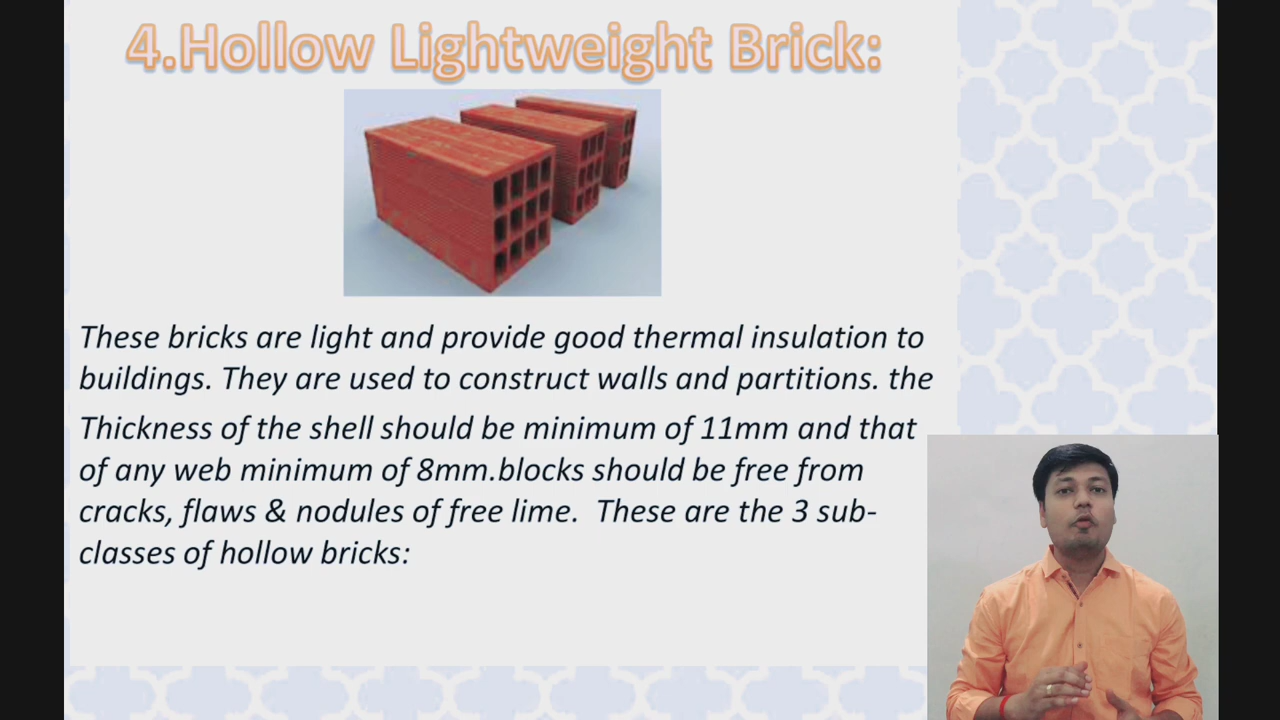 4.Hollow Lightweight Brick:
These bricks are light and provide good thermal insulation to
buildings. They are used to construct walls and partitions. the
Thickness of the shell should be minimum of 11mm and that
of any web minimum of 8mm.blocks should be free from
cracks, flaws & nodules of free lime.  These are the 3 sub-
classes of hollow bricks: